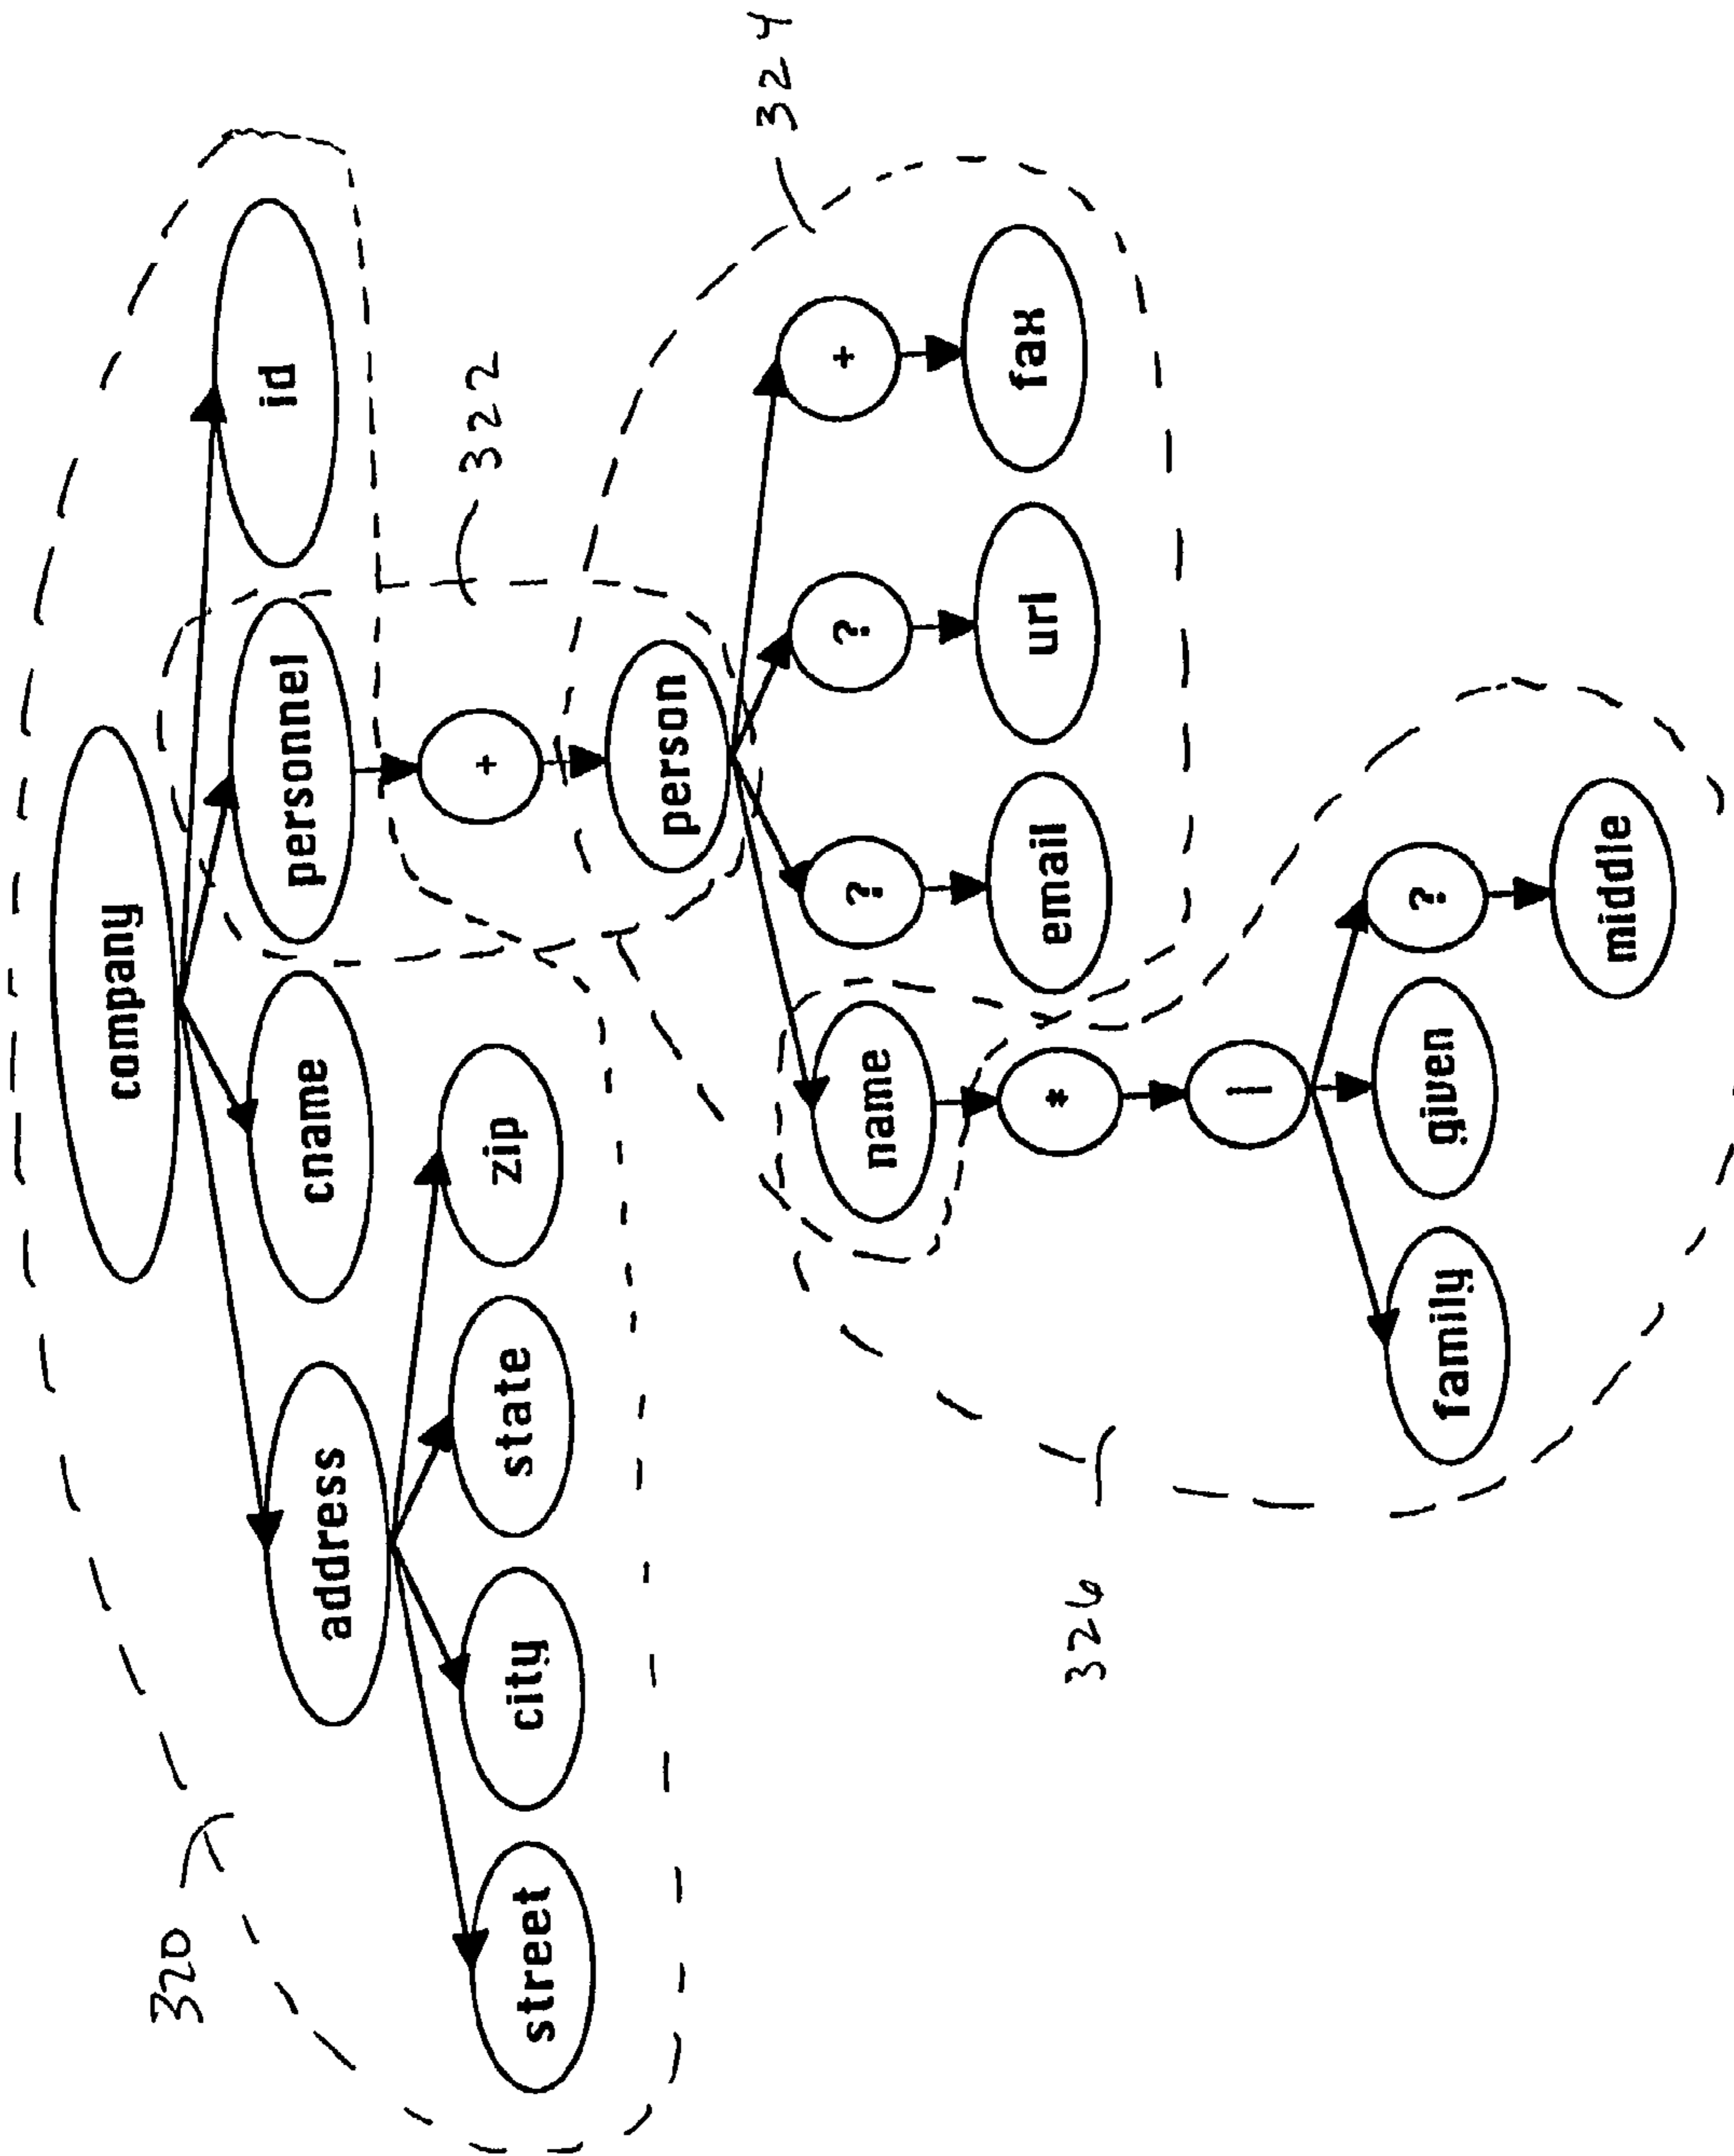 company
320
address cname personnel id
street city state zip + 322
person
324
name ? ? +
* email url fax
326
|
family given ?
middle